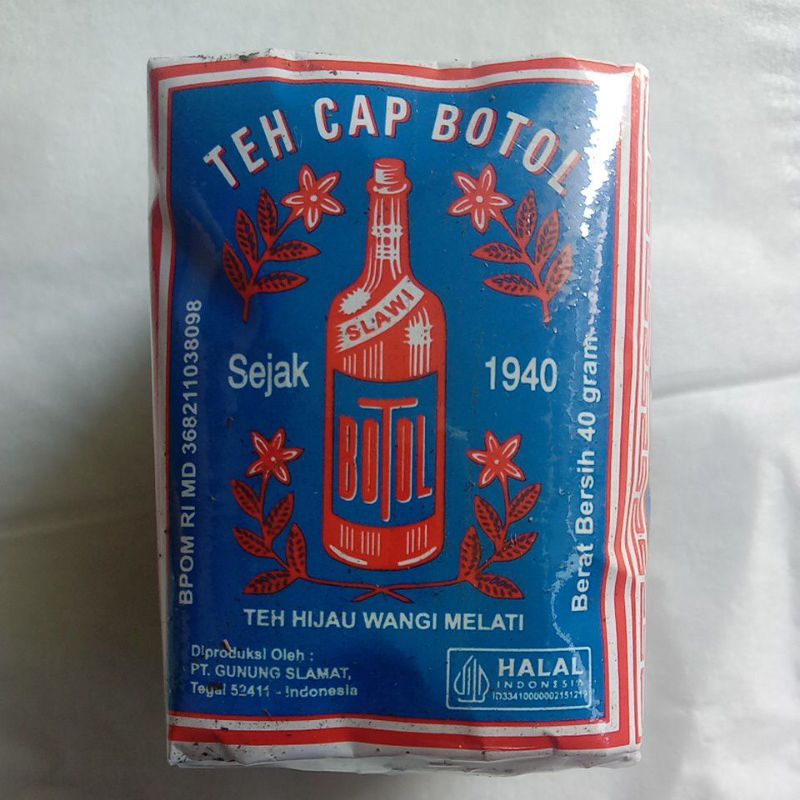 TEH CAP BOTOL
SLAWI
Sejak
1940
BOTOL
BPOM RI MD 368211038098
Berat Bersih 40 gram
TEH HIJAU WANGI MELATI
Diproduksi Oleh :
PT. GUNUNG SLAMAT,
Tegal 52411 - Indonesia
HALAL
INDONESIA